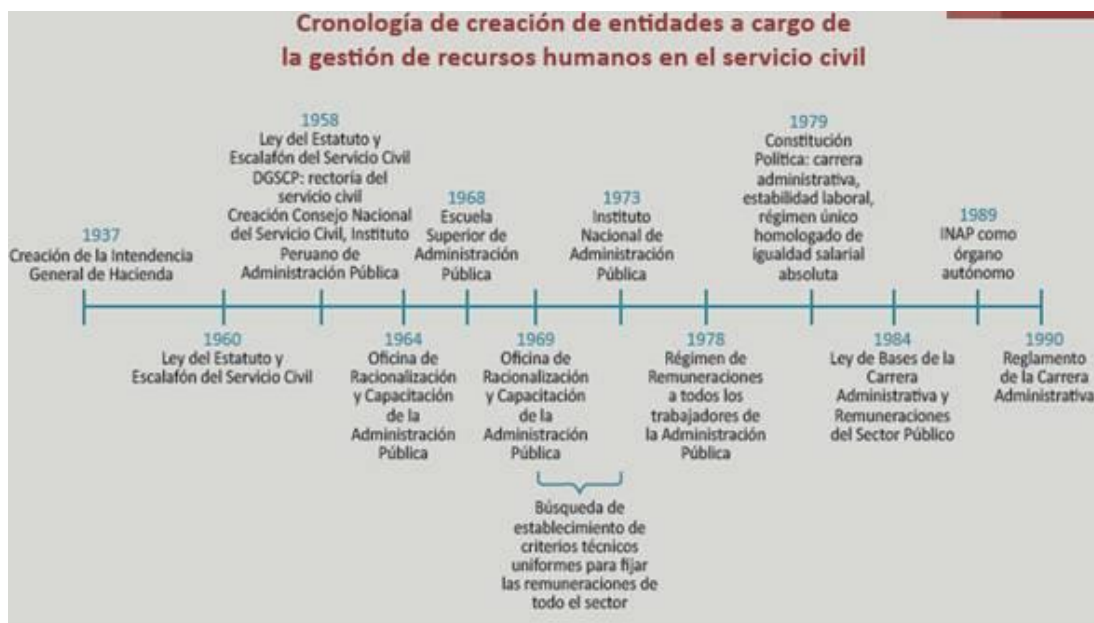 Cronología de creación de entidades a cargo de
la gestión de recursos humanos en el servicio civil
1937
Creación de la Intendencia
General de Hacienda
1958
Ley del Estatuto y
Escalafón del Servicio Civil
DGSCP: rectoría del
servicio civil
Creación Consejo Nacional
del Servicio Civil, Instituto
Peruano de
Administración Pública
1968
Escuela
Superior de
Administración
Pública
1973
Instituto
Nacional de
Administración
Pública
1979
Constitución
Política: carrera
administrativa,
estabilidad laboral,
régimen único
homologado de
igualdad salarial
absoluta
1989
INAP como
órgano
autónomo
1960
Ley del Estatuto y
Escalafón del Servicio Civil
1964
Oficina de
Racionalización
y Capacitación
de la
Administración
Pública
1969
Oficina de
Racionalización
y Capacitación
de la
Administración
Pública
1978
Régimen de
Remuneraciones
a todos los
trabajadores de
la Administración
Pública
1984
Ley de Bases de la
Carrera
Administrativa y
Remuneraciones
del Sector Público
1990
Reglamento
de la Carrera
Administrativa
Búsqueda de
establecimiento de
criterios técnicos
uniformes para fijar
las remuneraciones de
todo el sector